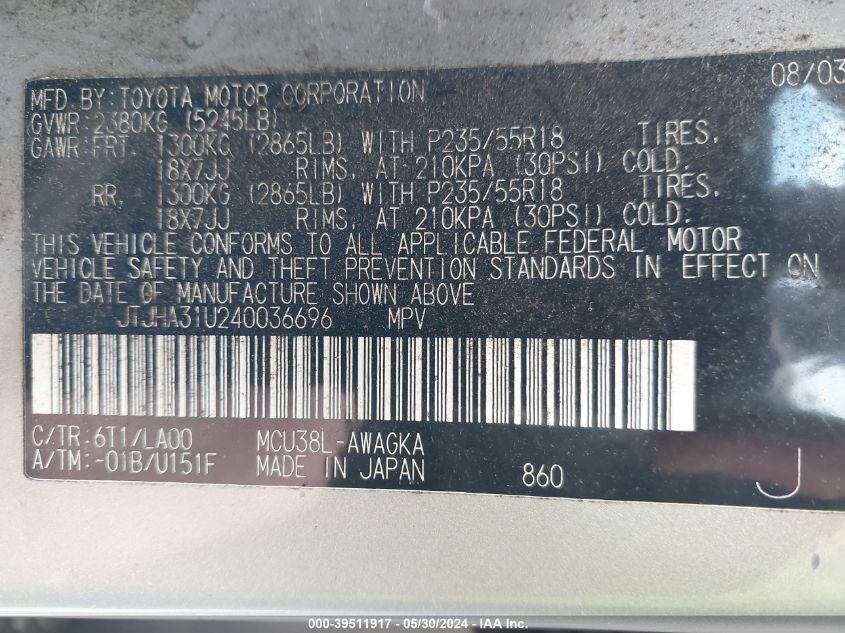 08/03
MFD. BY: TOYOTA MOTOR CORPORATION
GVWR: 2380KG (5245LB)
GAWR: FRT. 1300KG (2865LB) WITH P235/55R18 TIRES.
18X7JJ RIMS, AT 210KPA (30PSI) COLD.
RR. 1300KG (2865LB) WITH P235/55R18 TIRES.
18X7JJ RIMS, AT 210KPA (30PSI) COLD.
THIS VEHICLE CONFORMS TO ALL APPLICABLE FEDERAL MOTOR
VEHICLE SAFETY AND THEFT PREVENTION STANDARDS IN EFFECT ON
THE DATE OF MANUFACTURE SHOWN ABOVE
JTJHA31U240036696 MPV
C/TR: 6T1/LA00 MCU38L-AWAGKA
A/TM: -01B/U151F MADE IN JAPAN 860 J
000-39511917 - 05/30/2024 - IAA Inc.